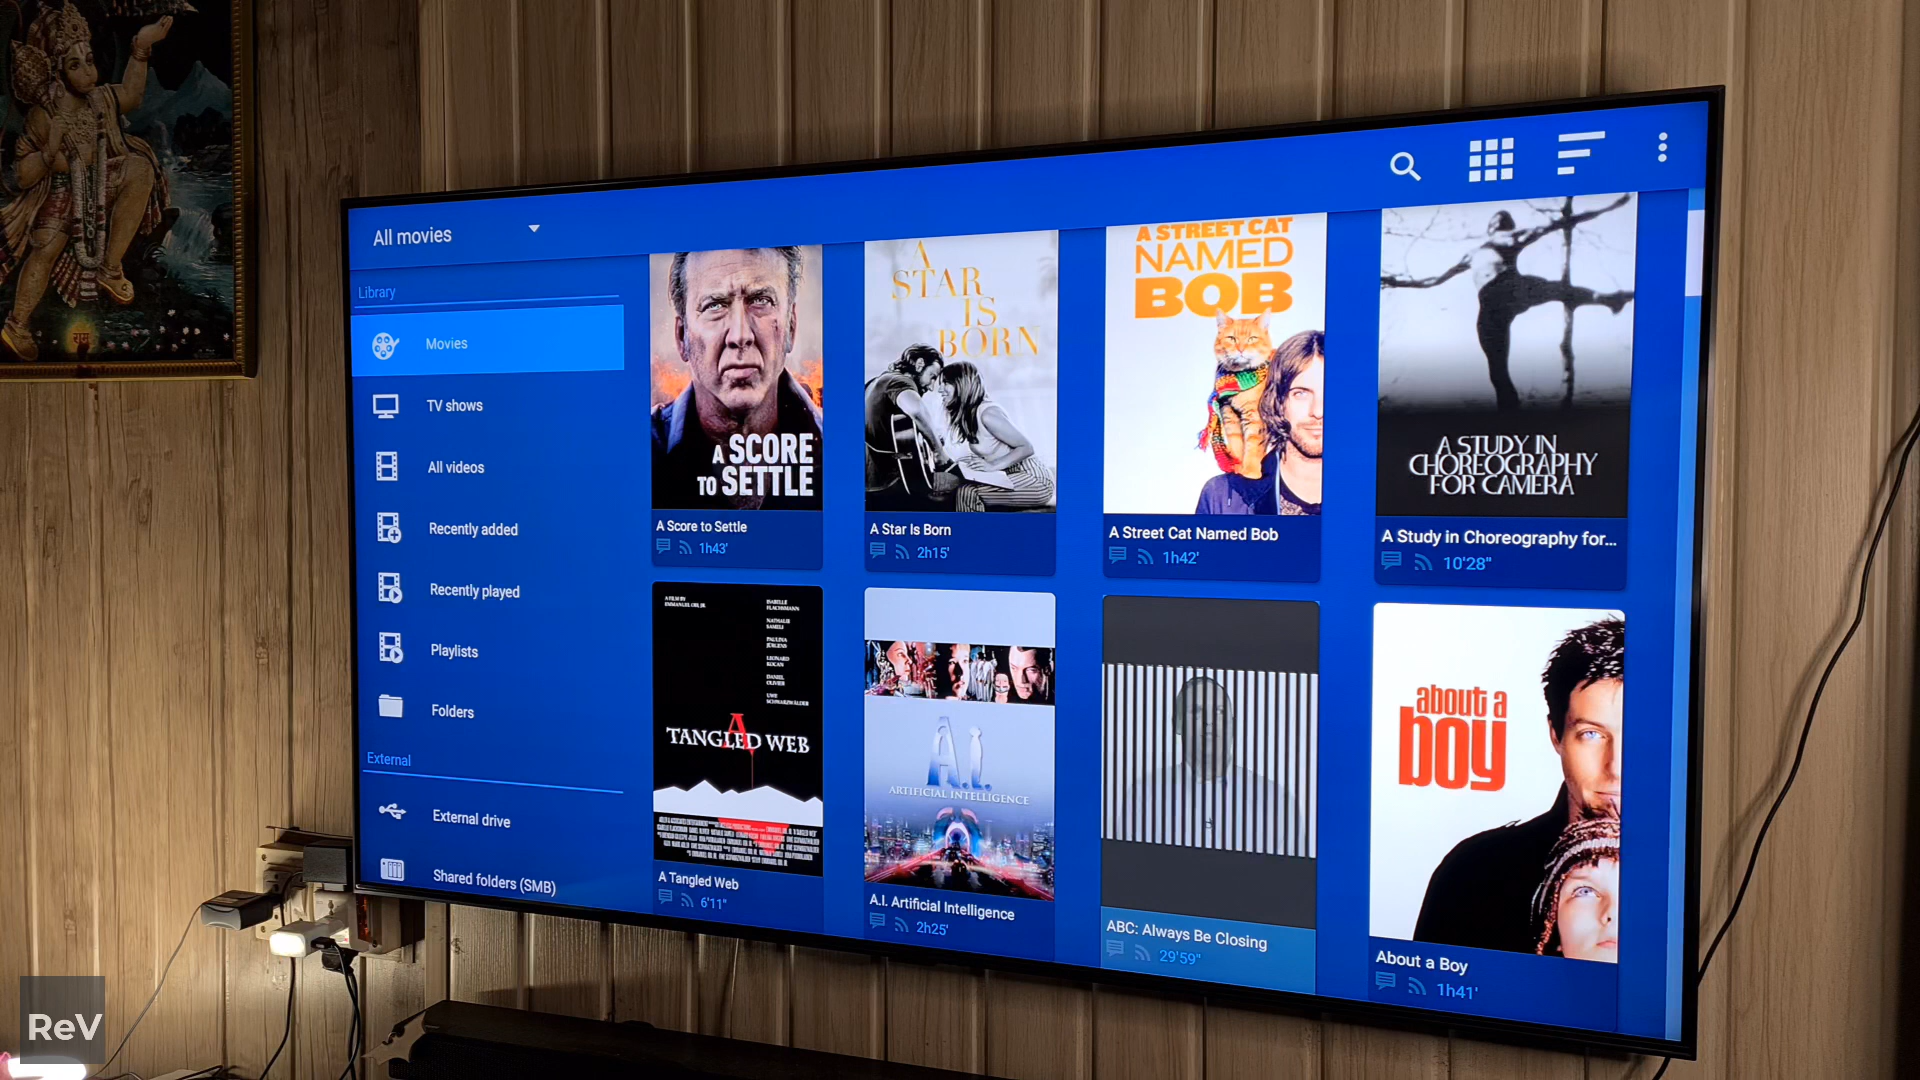 All movies
Library
Movies
TV shows
All videos
Recently added
Recently played
Playlists
Folders
External
External drive
Shared folders (SMB)
A SCORE
TO SETTLE
A Score to Settle
1h43'
A
STAR
IS
BORN
A Star Is Born
2h15'
A STREET CAT
NAMED
BOB
A Street Cat Named Bob
1h42'
A STUDY IN
CHOREOGRAPHY
FOR CAMERA
A Study in Choreography for...
10'28"
A FILM BY
A
TANGLED WEB
A Tangled Web
6'11"
A.I.
ARTIFICIAL INTELLIGENCE
A.I. Artificial Intelligence
2h25'
ABC: Always Be Closing
29'59"
about a
boy
About a Boy
1h41'
ReV